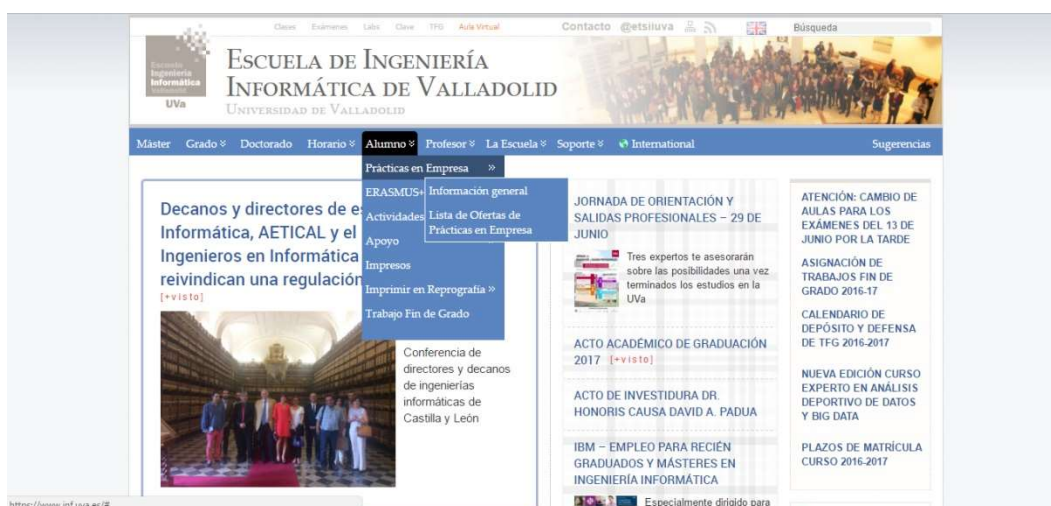 Clases Exámenes Labs Clave TFG Aula Virtual
Contacto @etsiiuva
Búsqueda
Escuela
Ingeniería
Informática
Valladolid
UVa
Escuela de Ingeniería
Informática de Valladolid
Universidad de Valladolid
Máster Grado Doctorado Horario Alumno Profesor La Escuela Soporte International Sugerencias
Prácticas en Empresa »
ERASMUS+
Actividades
Apoyo
Impresos
Imprimir en Reprografía »
Trabajo Fin de Grado
Información general
Lista de Ofertas de
Prácticas en Empresa
Decanos y directores de es
Informática, AETICAL y el
Ingenieros en Informática
reivindican una regulación
[+visto]
Conferencia de
directores y decanos
de ingenierías
informáticas de
Castilla y León
JORNADA DE ORIENTACIÓN Y
SALIDAS PROFESIONALES – 29 DE
JUNIO
Tres expertos te asesorarán
sobre las posibilidades una vez
terminados los estudios en la
UVa
ACTO ACADÉMICO DE GRADUACIÓN
2017 [+visto]
ACTO DE INVESTIDURA DR.
HONORIS CAUSA DAVID A. PADUA
IBM – EMPLEO PARA RECIÉN
GRADUADOS Y MÁSTERES EN
INGENIERÍA INFORMÁTICA
Especialmente dirigido para
ATENCIÓN: CAMBIO DE
AULAS PARA LOS
EXÁMENES DEL 13 DE
JUNIO POR LA TARDE
ASIGNACIÓN DE
TRABAJOS FIN DE
GRADO 2016-17
CALENDARIO DE
DEPÓSITO Y DEFENSA
DE TFG 2016-2017
NUEVA EDICIÓN CURSO
EXPERTO EN ANÁLISIS
DEPORTIVO DE DATOS
Y BIG DATA
PLAZOS DE MATRÍCULA
CURSO 2016-2017
https://www.inf.uva.es/#